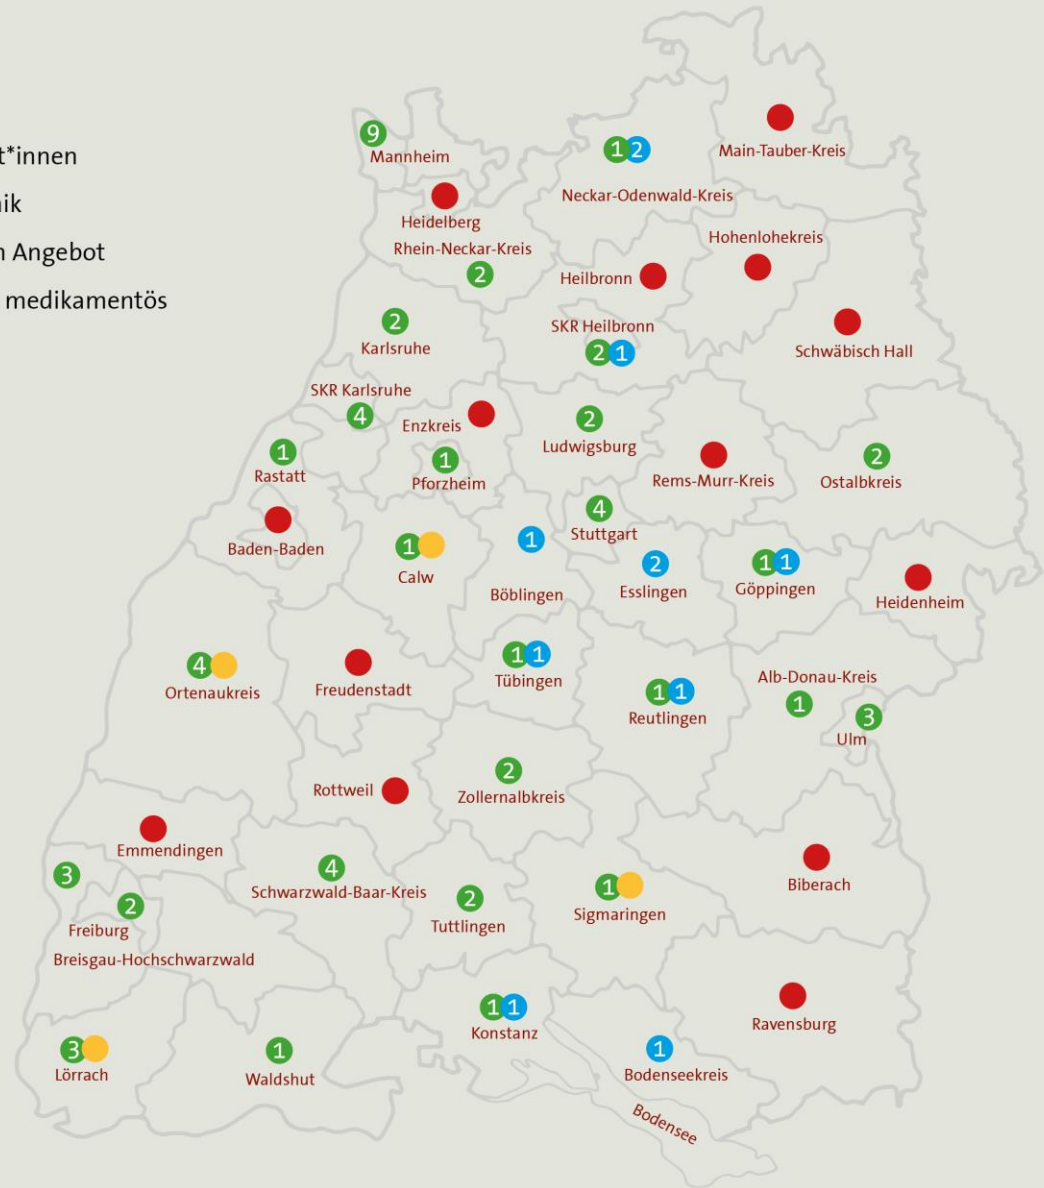 t*innen
ik
n Angebot
medikamentös
9
Mannheim
1 2
Neckar-Odenwald-Kreis
Main-Tauber-Kreis
Heidelberg
Rhein-Neckar-Kreis
2
Hohenlohekreis
Heilbronn
2
Karlsruhe
SKR Heilbronn
2 1
Schwäbisch Hall
SKR Karlsruhe
4
Enzkreis
2
Ludwigsburg
1
Rastatt
1
Pforzheim
Rems-Murr-Kreis
2
Ostalbkreis
Baden-Baden
1
Calw
1
Böblingen
4
Stuttgart
2
Esslingen
1 1
Göppingen
Heidenheim
4
Ortenaukreis
Freudenstadt
1 1
Tübingen
1 1
Reutlingen
Alb-Donau-Kreis
1
3
Ulm
Rottweil
2
Zollernalbkreis
Emmendingen
3
2
Freiburg
Breisgau-Hochschwarzwald
4
Schwarzwald-Baar-Kreis
2
Tuttlingen
1
Sigmaringen
Biberach
3
Lörrach
1
Waldshut
1 1
Konstanz
1
Bodenseekreis
Ravensburg
Bodensee